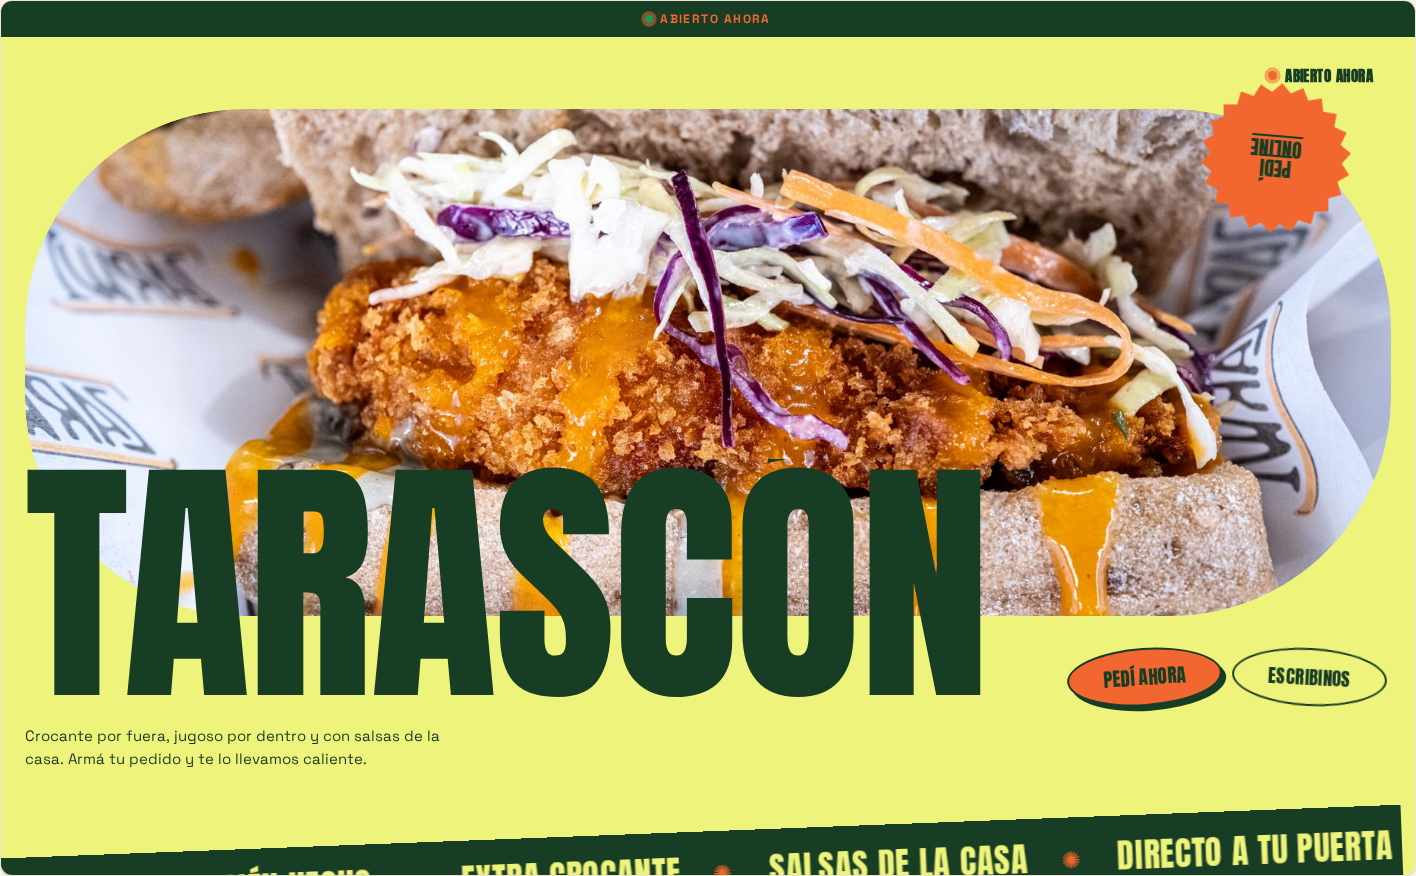 ABIERTO AHORA
ABIERTO AHORA
PEDÍ
ONLINE
TARASCÓN
PEDÍ AHORA
ESCRIBINOS
Crocante por fuera, jugoso por dentro y con salsas de la
casa. Armá tu pedido y te lo llevamos caliente.
EXTRA CROCANTE SALSAS DE LA CASA DIRECTO A TU PUERTA